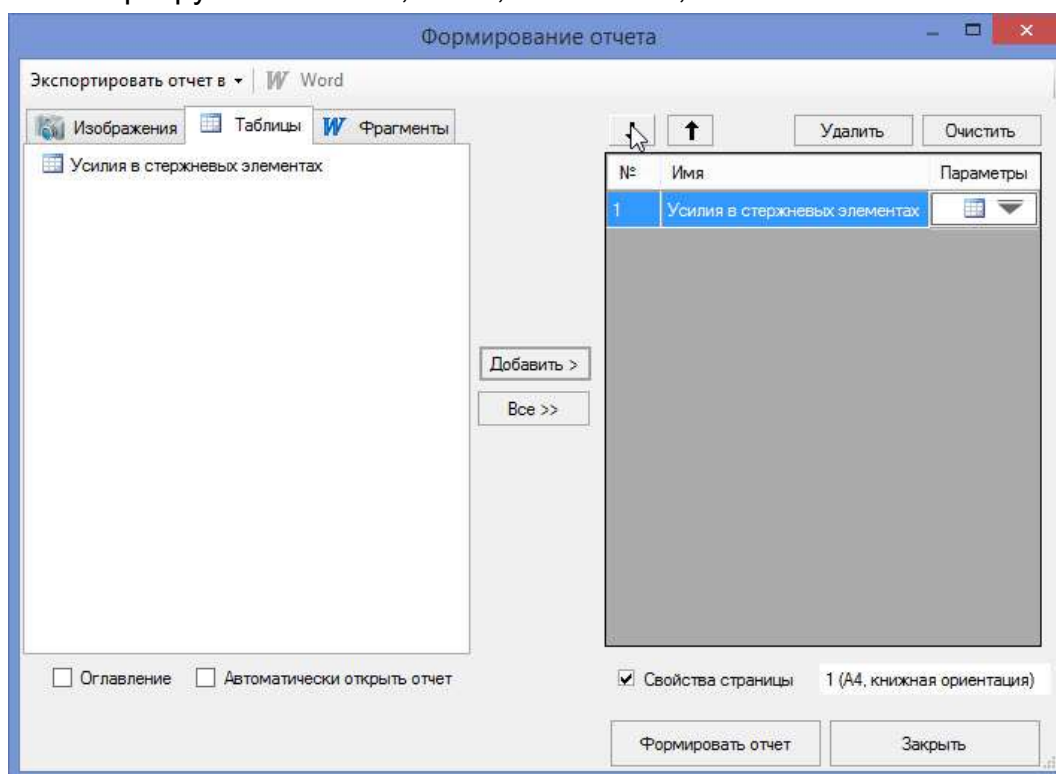 Формирование отчета
Экспортировать отчет в W Word
Изображения Таблицы W Фрагменты
Удалить Очистить
Усилия в стержневых элементах
№ Имя Параметры
1 Усилия в стержневых элементах
Добавить >
Все >>
Оглавление Автоматически открыть отчет
Свойства страницы 1 (А4, книжная ориентация)
Формировать отчет Закрыть